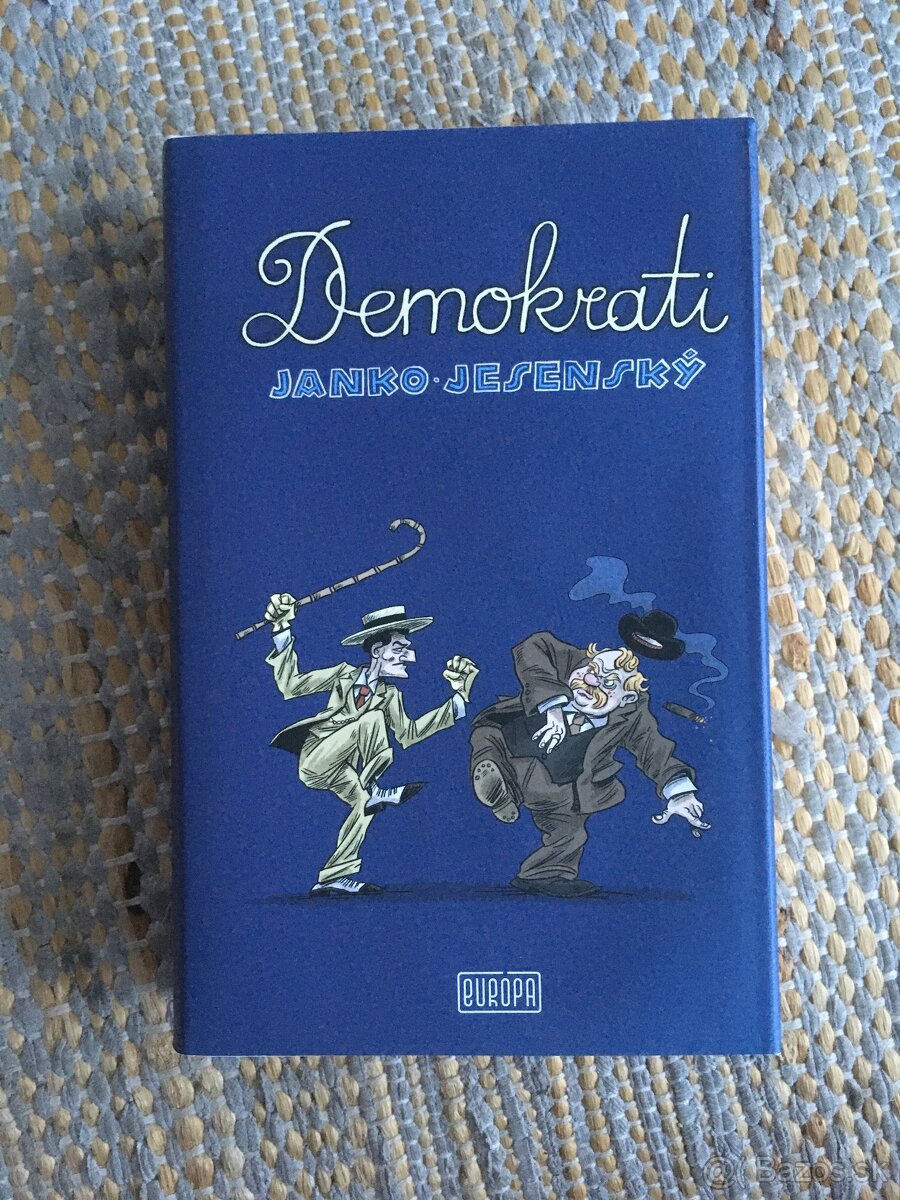 Demokrati
JANKO · JESENSKÝ
EUROPA
@ Bazos.sk